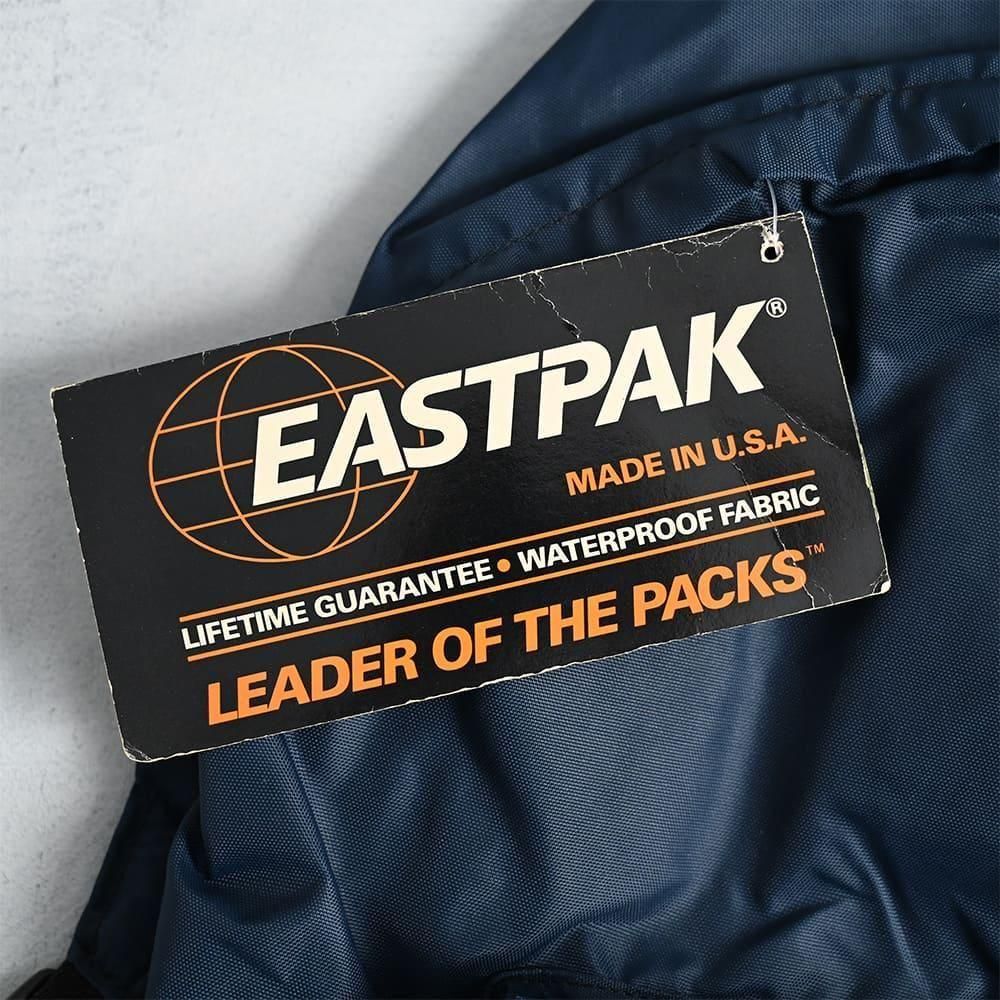 EASTPAK®
MADE IN U.S.A.
LIFETIME GUARANTEE • WATERPROOF FABRIC
LEADER OF THE PACKS™